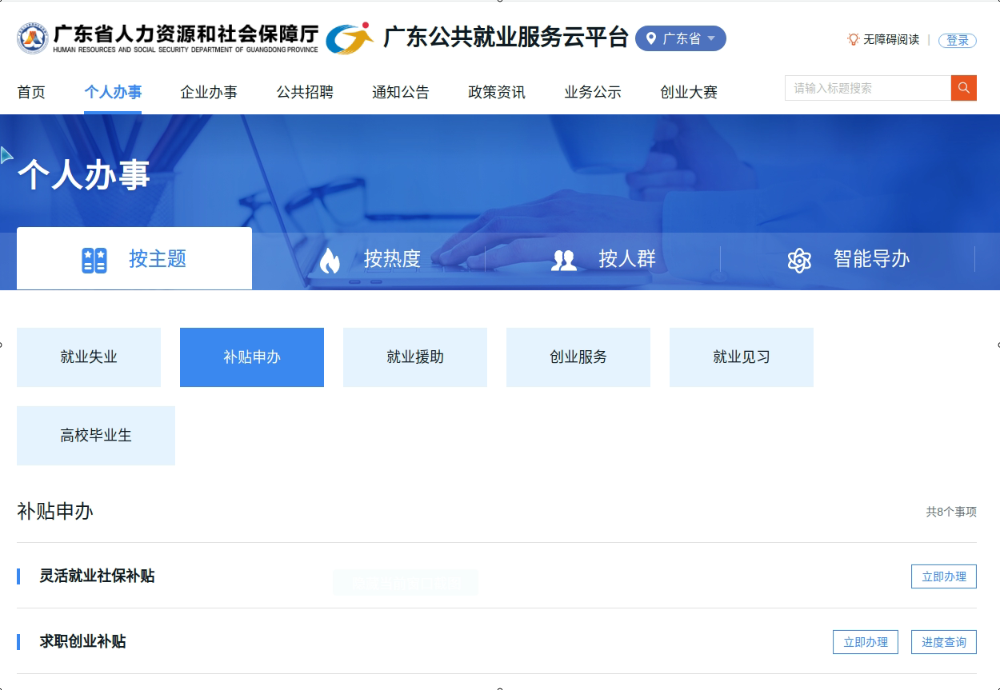 广东省人力资源和社会保障厅
HUMAN RESOURCES AND SOCIAL SECURITY DEPARTMENT OF GUANGDONG PROVINCE
广东公共就业服务云平台
广东省
无障碍阅读 | 登录
首页 个人办事 企业办事 公共招聘 通知公告 政策资讯 业务公示 创业大赛
请输入标题搜索
个人办事
按主题 按热度 按人群 智能导办
就业失业 补贴申办 就业援助 创业服务 就业见习
高校毕业生
补贴申办 共8个事项
灵活就业社保补贴 立即办理
求职创业补贴 立即办理 进度查询